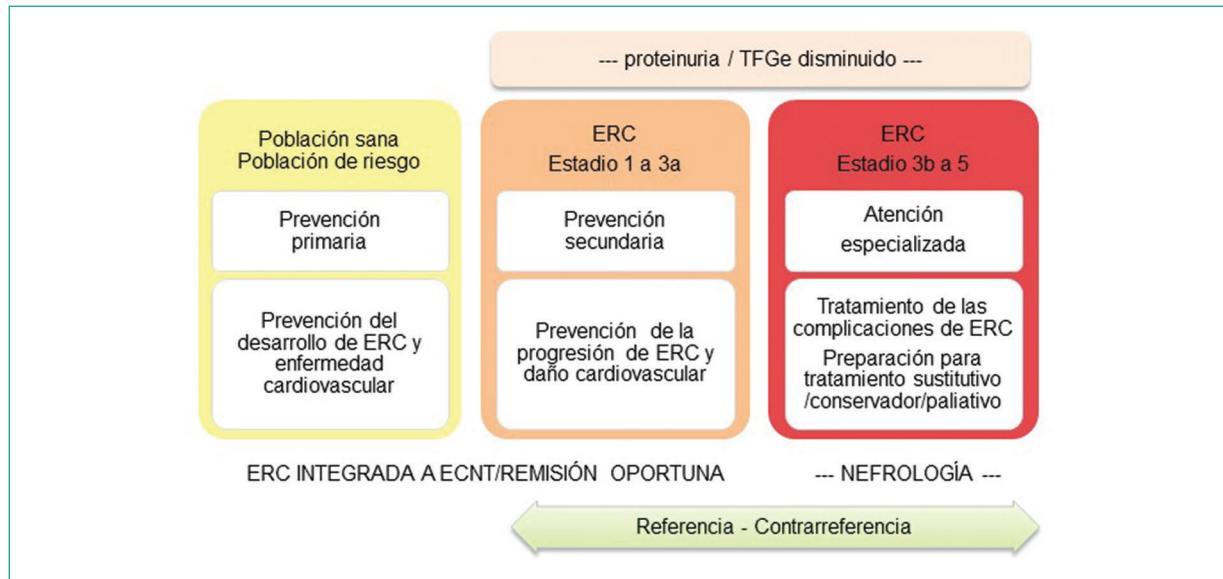 --- proteinuria / TFGe disminuido ---
Población sana
Población de riesgo
Prevención
primaria
Prevención del
desarrollo de ERC y
enfermedad
cardiovascular
ERC
Estadio 1 a 3a
Prevención
secundaria
Prevención de la
progresión de ERC y
daño cardiovascular
ERC
Estadio 3b a 5
Atención
especializada
Tratamiento de las
complicaciones de ERC
Preparación para
tratamiento sustitutivo
/conservador/paliativo
ERC INTEGRADA A ECNT/REMISIÓN OPORTUNA
--- NEFROLOGÍA ---
Referencia - Contrarreferencia